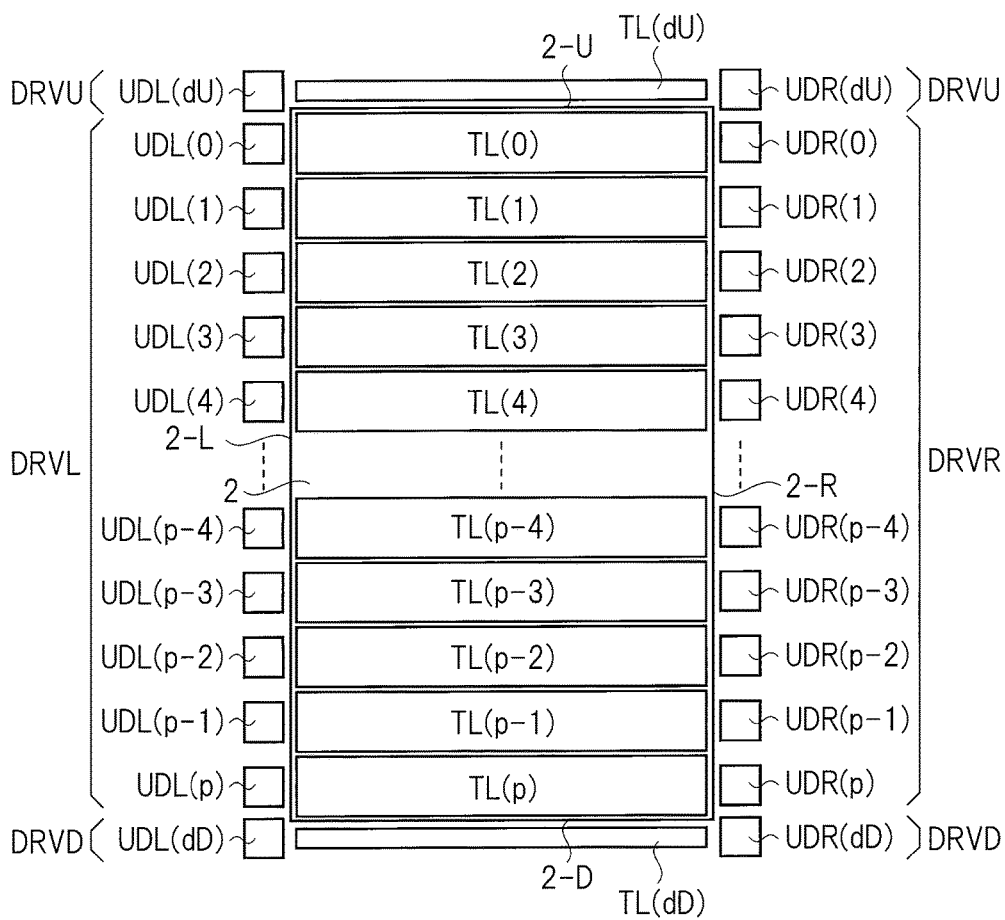 TL(dU)
2-U
DRVU UDL(dU) UDR(dU) DRVU
UDL(0) TL(0) UDR(0)
UDL(1) TL(1) UDR(1)
UDL(2) TL(2) UDR(2)
UDL(3) TL(3) UDR(3)
UDL(4) TL(4) UDR(4)
2-L
DRVL DRVR
2 2-R
UDL(p-4) TL(p-4) UDR(p-4)
UDL(p-3) TL(p-3) UDR(p-3)
UDL(p-2) TL(p-2) UDR(p-2)
UDL(p-1) TL(p-1) UDR(p-1)
UDL(p) TL(p) UDR(p)
DRVD UDL(dD) UDR(dD) DRVD
2-D
TL(dD)